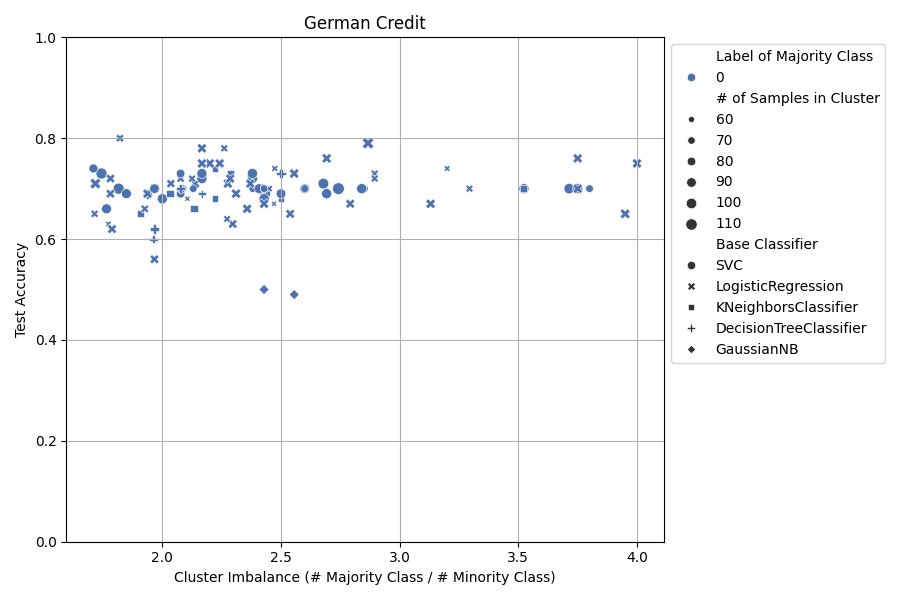 German Credit
Test Accuracy
1.0
0.8
0.6
0.4
0.2
0.0
2.0
2.5
3.0
3.5
4.0
Cluster Imbalance (# Majority Class / # Minority Class)
Label of Majority Class
0
# of Samples in Cluster
60
70
80
90
100
110
Base Classifier
SVC
LogisticRegression
KNeighborsClassifier
DecisionTreeClassifier
GaussianNB